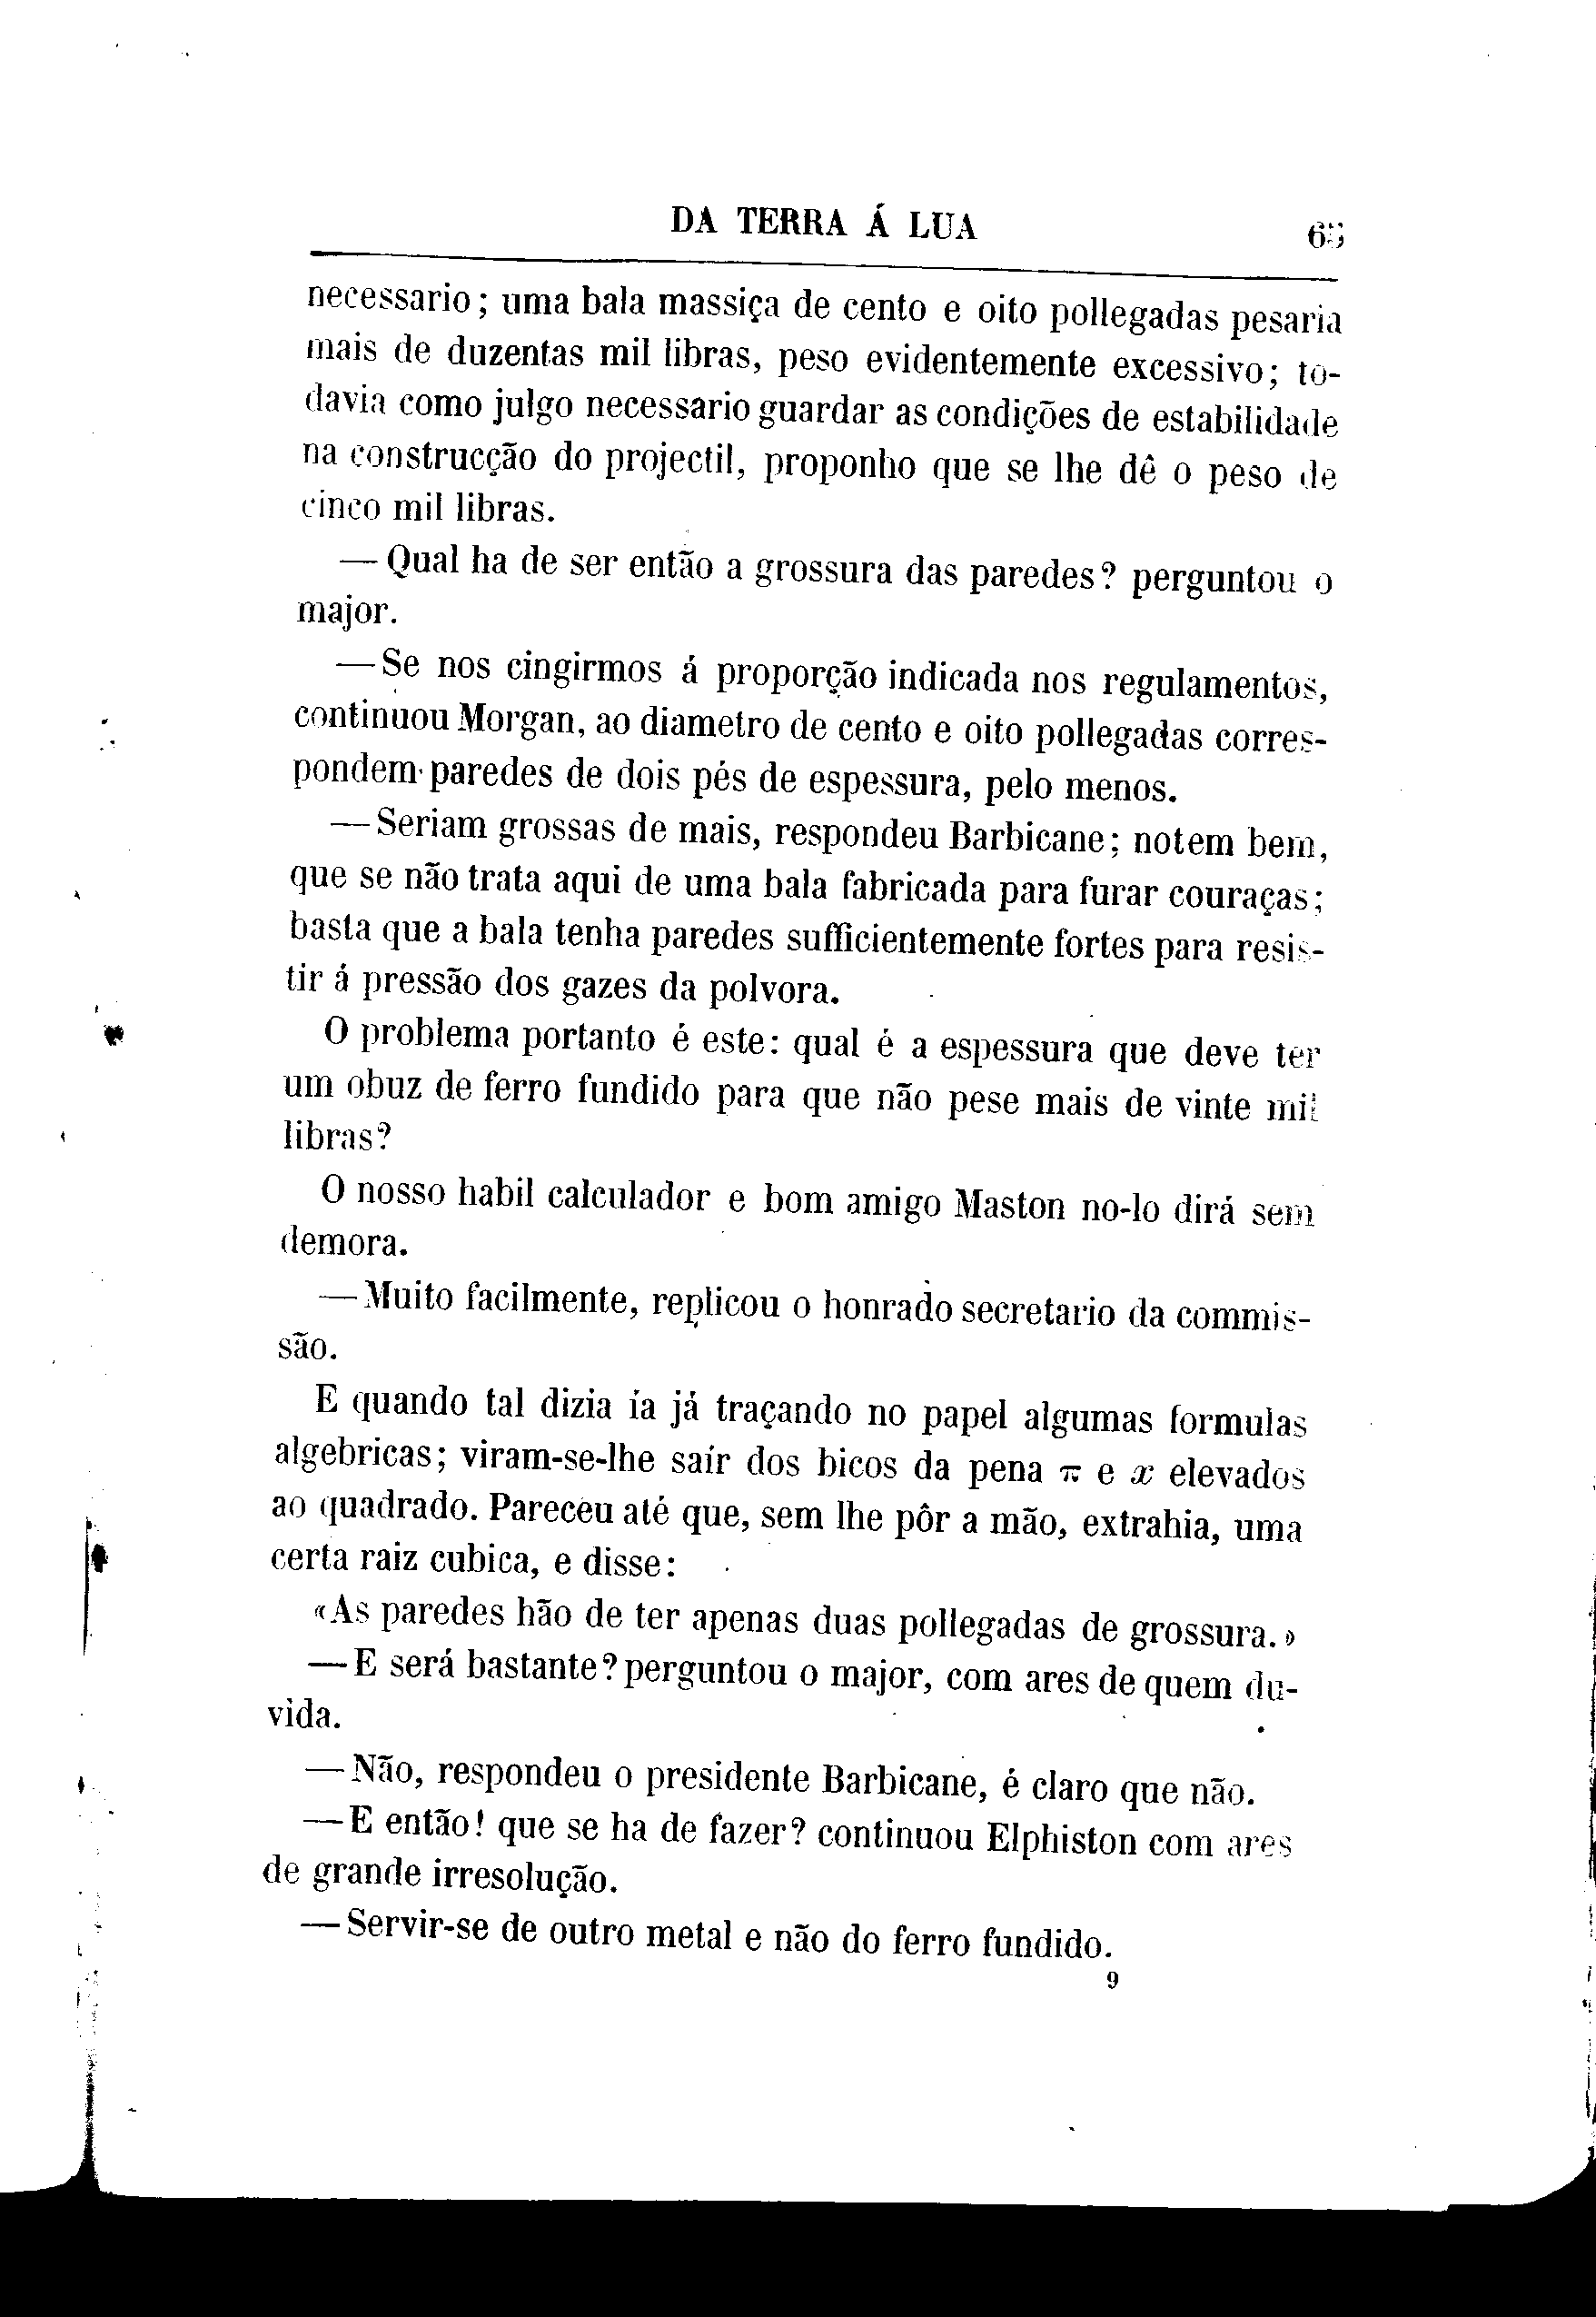 DA TERRA Á LUA 65
necessario; uma bala massiça de cento e oito pollegadas pesaria
mais de duzentas mil libras, peso evidentemente excessivo; to-
davia como julgo necessario guardar as condições de estabilidade
na construcção do projectil, proponho que se lhe dê o peso de
cinco mil libras.
— Qual ha de ser então a grossura das paredes? perguntou o
major.
— Se nos cingirmos á proporção indicada nos regulamentos,
continuou Morgan, ao diametro de cento e oito pollegadas corres-
pondem paredes de dois pés de espessura, pelo menos.
— Seriam grossas de mais, respondeu Barbicane; notem bem,
que se não trata aqui de uma bala fabricada para furar couraças;
basta que a bala tenha paredes sufficientemente fortes para resis-
tir á pressão dos gazes da polvora.
O problema portanto é este: qual é a espessura que deve ter
um obuz de ferro fundido para que não pese mais de vinte mil
libras?
O nosso habil calculador e bom amigo Maston no-lo dirá sem
demora.
— Muito facilmente, replicou o honrado secretario da commis-
são.
E quando tal dizia ía já traçando no papel algumas formulas
algebricas; viram-se-lhe saír dos bicos da pena π e x elevados
ao quadrado. Pareceu até que, sem lhe pôr a mão, extrahia, uma
certa raiz cubica, e disse:
«As paredes hão de ter apenas duas pollegadas de grossura.»
— E será bastante? perguntou o major, com ares de quem du-
vida.
— Não, respondeu o presidente Barbicane, é claro que não.
— E então! que se ha de fazer? continuou Elphiston com ares
de grande irresolução.
— Servir-se de outro metal e não do ferro fundido.
9